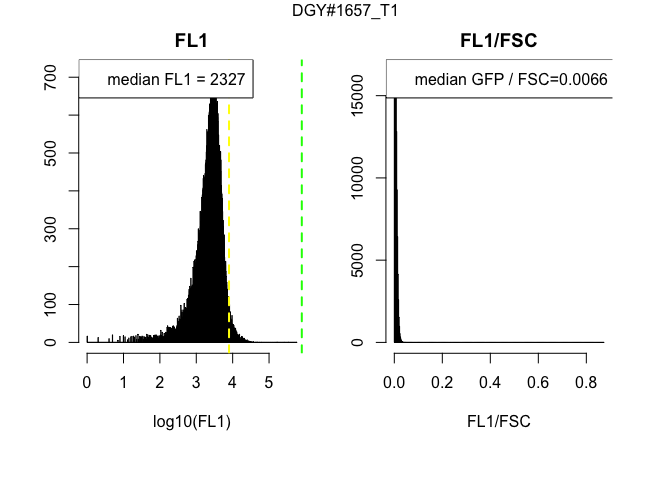 DGY#1657_T1
FL1
median FL1 = 2327
700
500
300
100
0
0 1 2 3 4 5
log10(FL1)
FL1/FSC
median GFP / FSC=0.0066
15000
10000
5000
0
0.0 0.2 0.4 0.6 0.8
FL1/FSC